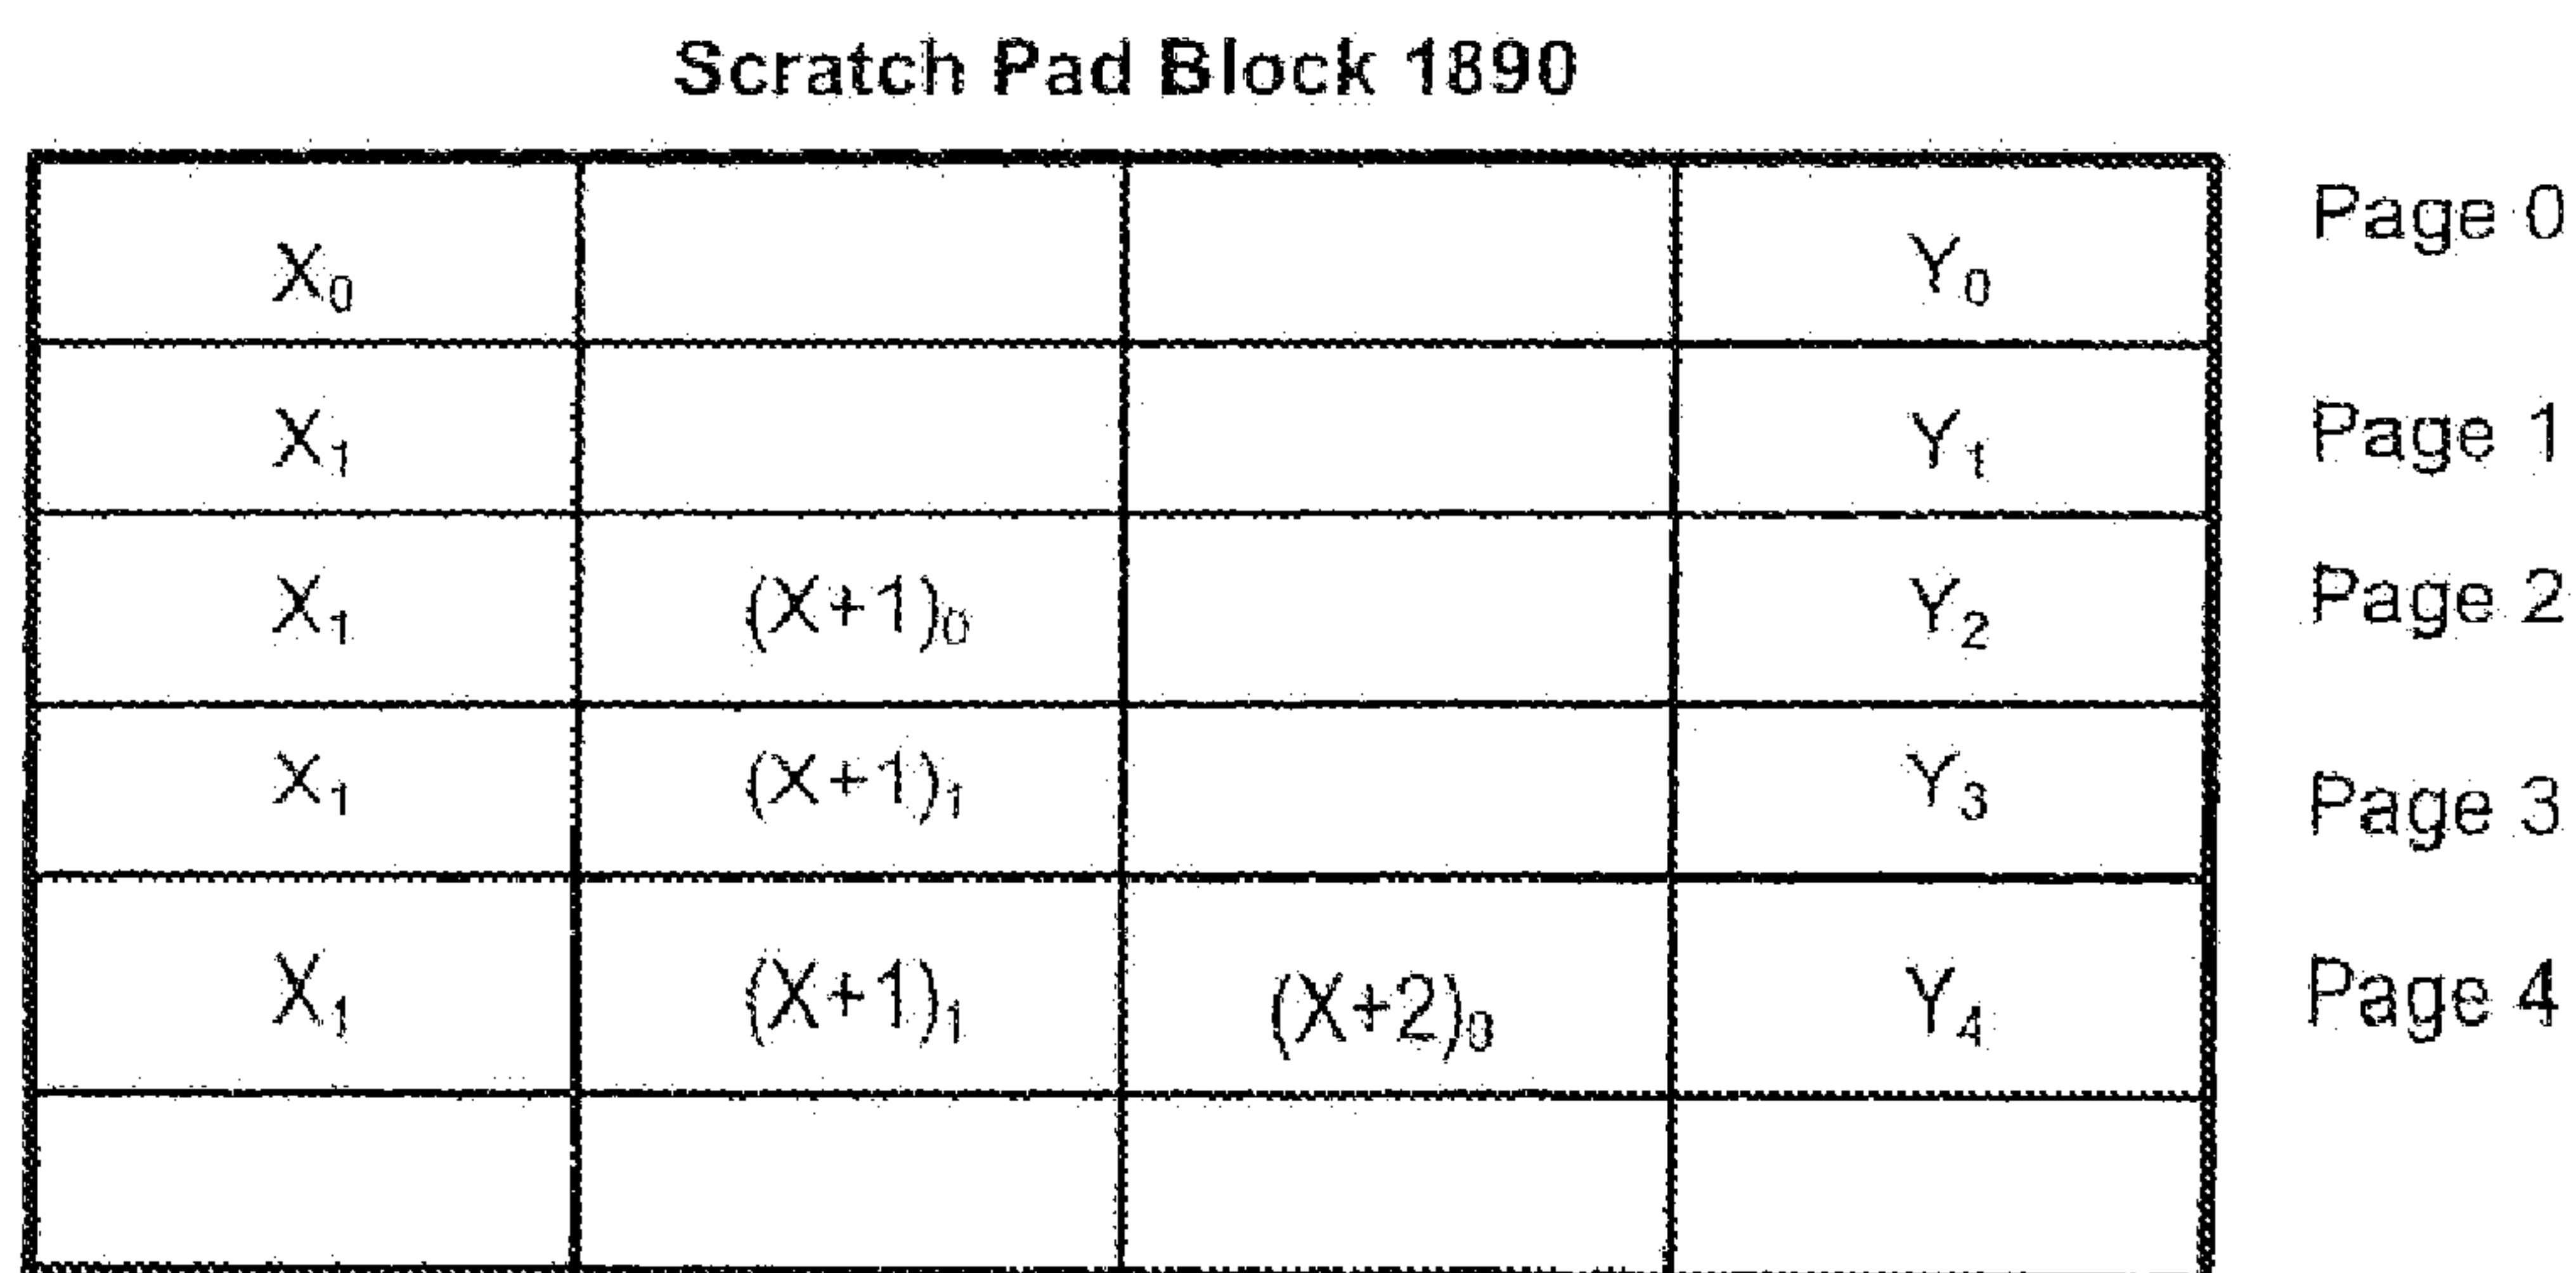 Scratch Pad Block 1890
X₀ Y₀ Page 0
X₁ Y₁ Page 1
X₁ (X+1)₀ Y₂ Page 2
X₁ (X+1)₁ Y₃ Page 3
X₁ (X+1)₁ (X+2)₀ Y₄ Page 4